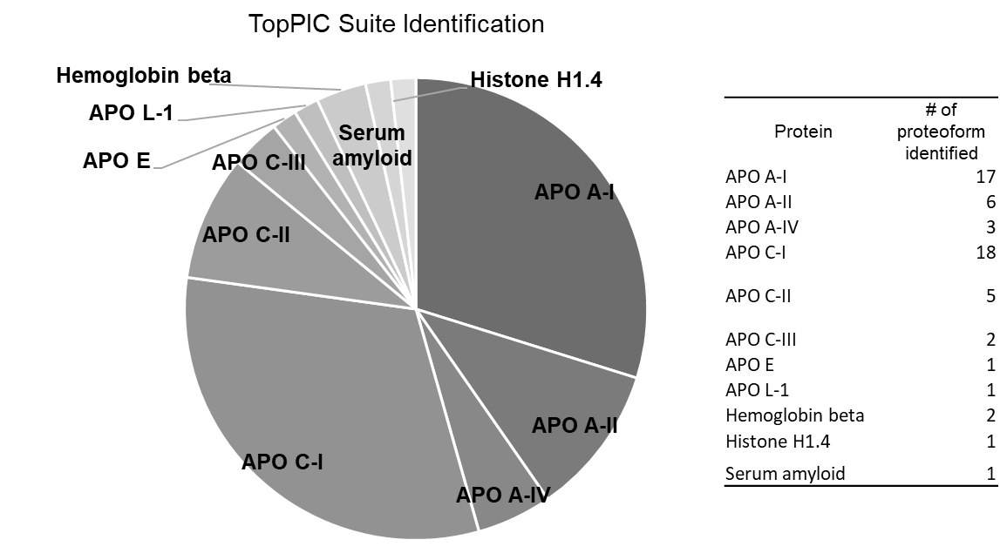 TopPIC Suite Identification
Hemoglobin beta
Histone H1.4
APO L-1
Serum
amyloid
APO E
APO C-III
APO A-I
APO C-II
APO A-II
APO C-I
APO A-IV
Protein # of proteoform identified
APO A-I 17
APO A-II 6
APO A-IV 3
APO C-I 18
APO C-II 5
APO C-III 2
APO E 1
APO L-1 1
Hemoglobin beta 2
Histone H1.4 1
Serum amyloid 1